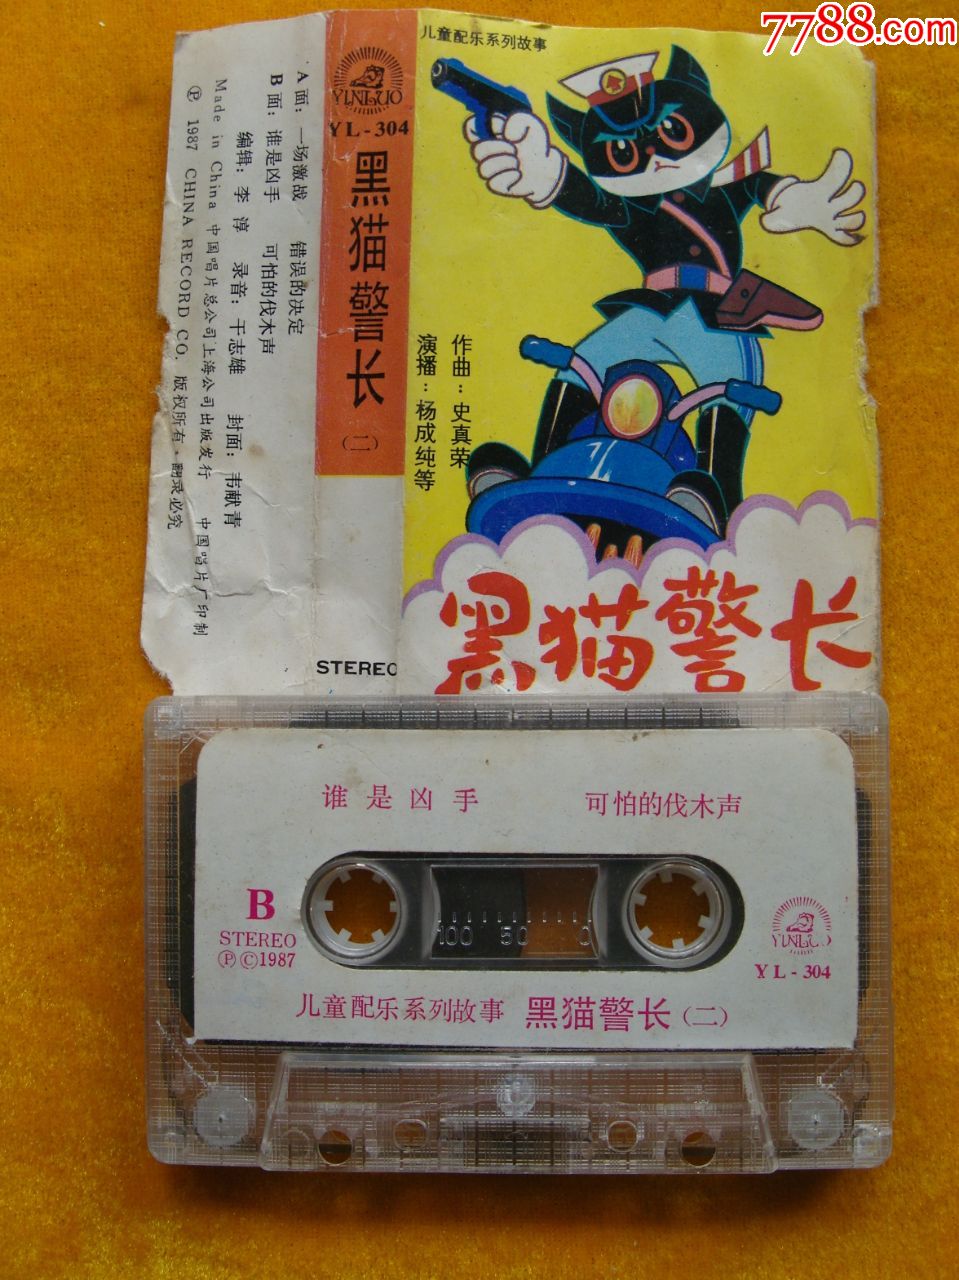 7788.com
儿童配乐系列故事
作曲：史真荣
演播：杨成纯等
黑猫警长
YINLUO
YL-304
黑猫警长
（二）
STEREO
A面：一场激战 错误的决定
B面：谁是凶手 可怕的伐木声
编辑：李淳 录音：干志雄 封面：韦献青
Made in China 中国唱片总公司上海公司出版发行 中国唱片厂印制
Ⓟ 1987 CHINA RECORD CO. 版权所有·翻录必究
谁是凶手 可怕的伐木声
B
STEREO
ⓅⒸ1987
100 50 0
YINLUO
YL-304
儿童配乐系列故事 黑猫警长（二）